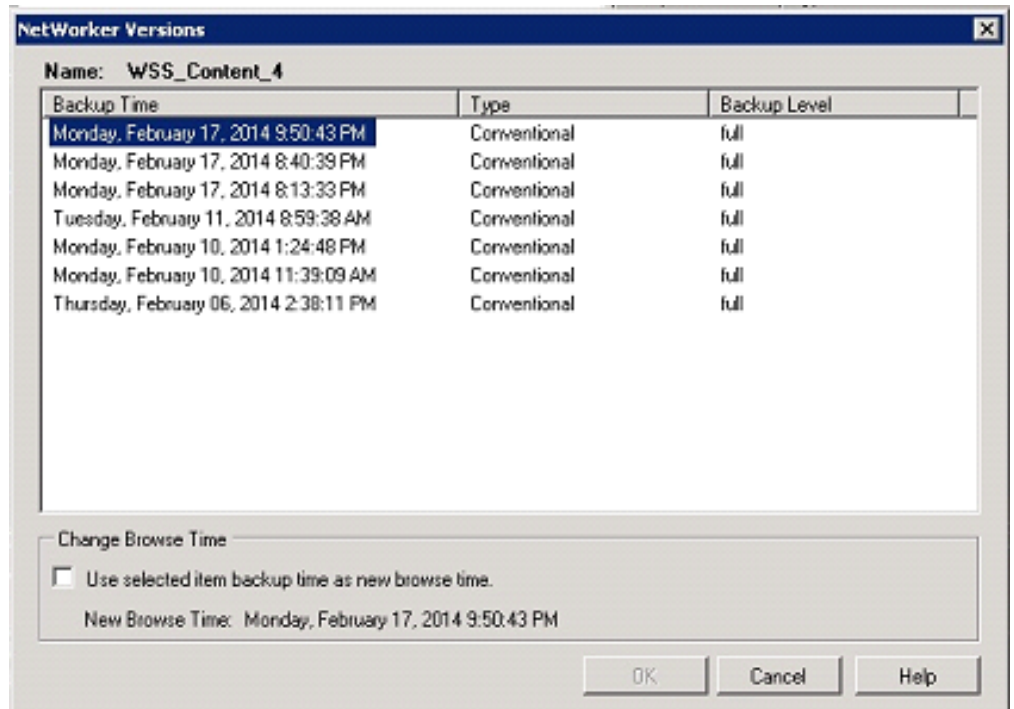 NetWorker Versions
Name: WSS_Content_4
Backup Time Type Backup Level
Monday, February 17, 2014 9:50:43 PM Conventional full
Monday, February 17, 2014 8:40:39 PM Conventional full
Monday, February 17, 2014 8:13:33 PM Conventional full
Tuesday, February 11, 2014 8:59:38 AM Conventional full
Monday, February 10, 2014 1:24:48 PM Conventional full
Monday, February 10, 2014 11:39:09 AM Conventional full
Thursday, February 06, 2014 2:38:11 PM Conventional full
Change Browse Time
Use selected item backup time as new browse time.
New Browse Time: Monday, February 17, 2014 9:50:43 PM
OK Cancel Help